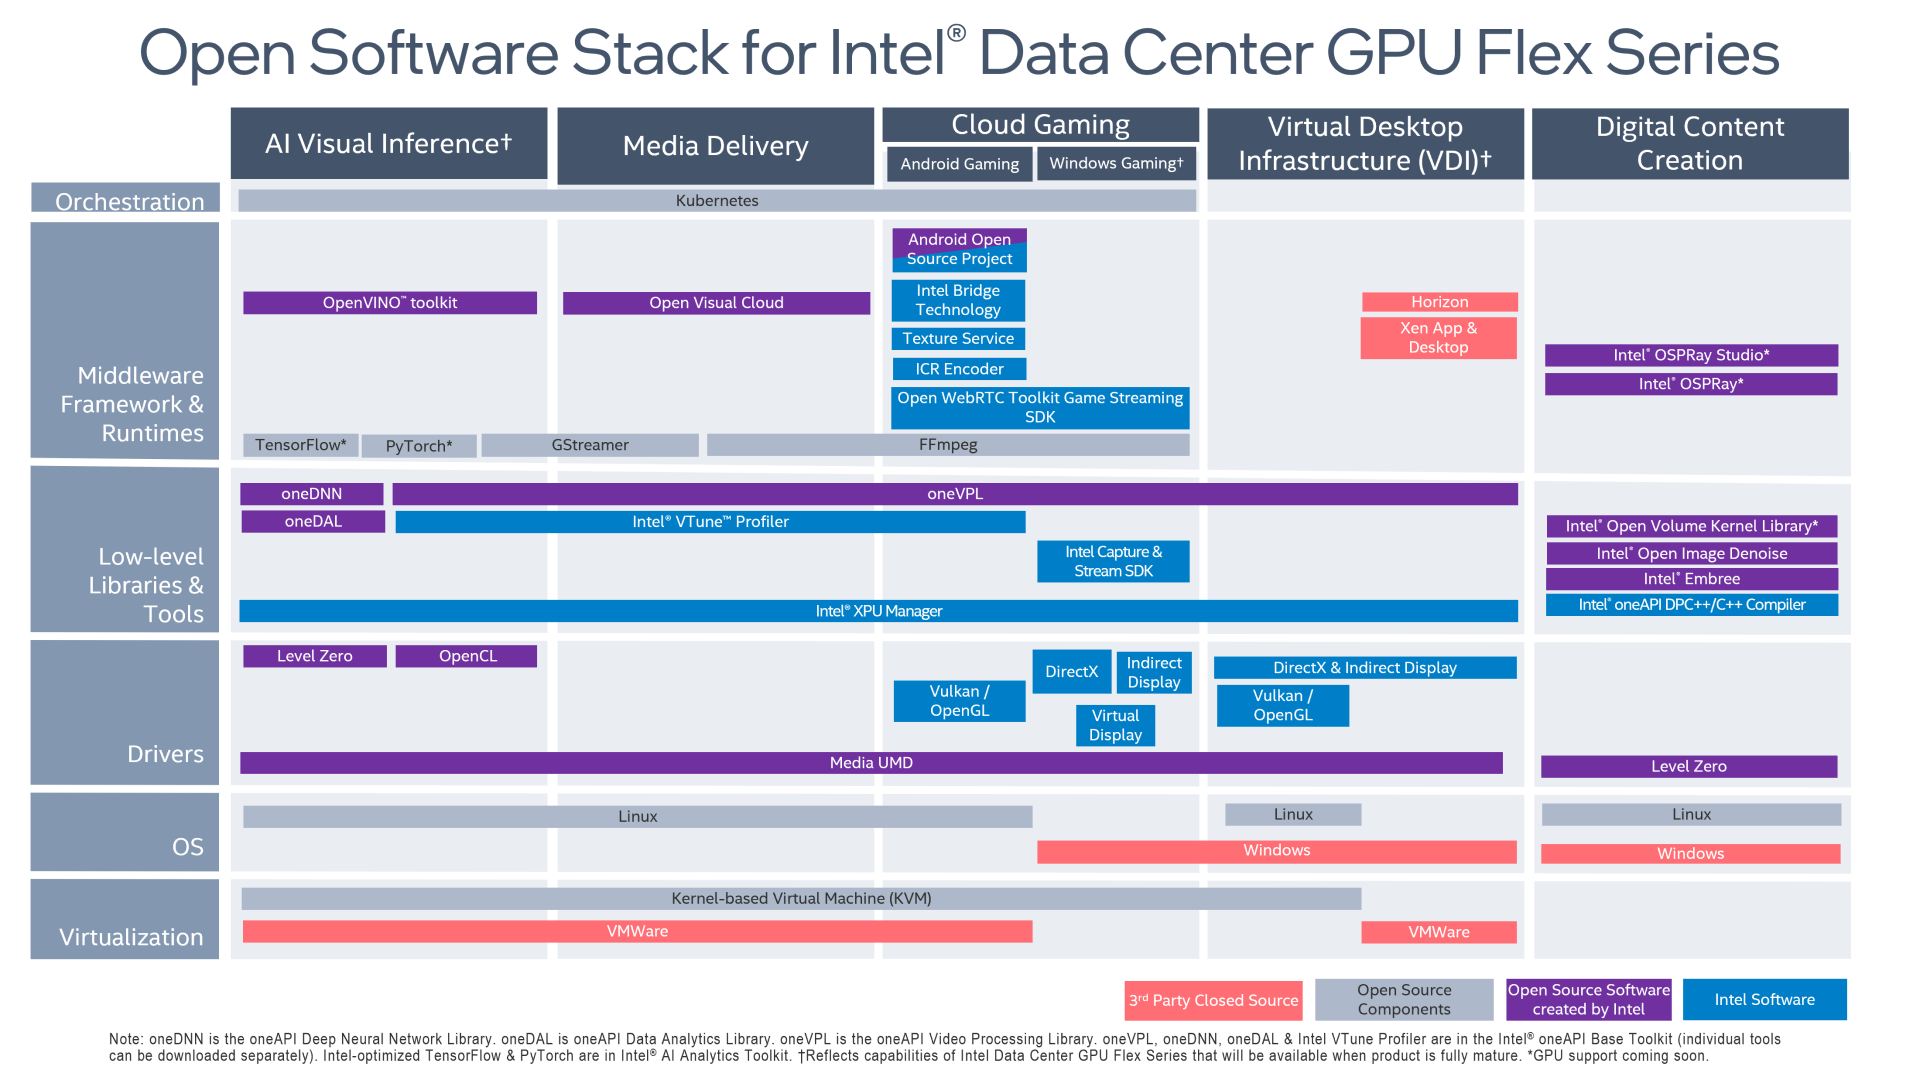 Open Software Stack for Intel® Data Center GPU Flex Series
AI Visual Inference†
Media Delivery
Cloud Gaming
Android Gaming
Windows Gaming†
Virtual Desktop
Infrastructure (VDI)†
Digital Content
Creation
Orchestration
Kubernetes
Middleware
Framework &
Runtimes
OpenVINO™ toolkit
Open Visual Cloud
Android Open
Source Project
Intel Bridge
Technology
Texture Service
ICR Encoder
Open WebRTC Toolkit Game Streaming
SDK
Horizon
Xen App &
Desktop
Intel® OSPRay Studio*
Intel® OSPRay*
TensorFlow*
PyTorch*
GStreamer
FFmpeg
Low-level
Libraries &
Tools
oneDNN
oneVPL
oneDAL
Intel® VTune™ Profiler
Intel Capture &
Stream SDK
Intel® XPU Manager
Intel® Open Volume Kernel Library*
Intel® Open Image Denoise
Intel® Embree
Intel® oneAPI DPC++/C++ Compiler
Drivers
Level Zero
OpenCL
Vulkan /
OpenGL
DirectX
Indirect
Display
Virtual
Display
DirectX & Indirect Display
Vulkan /
OpenGL
Media UMD
Level Zero
OS
Linux
Linux
Linux
Windows
Windows
Virtualization
Kernel-based Virtual Machine (KVM)
VMWare
VMWare
3rd Party Closed Source
Open Source
Components
Open Source Software
created by Intel
Intel Software
Note: oneDNN is the oneAPI Deep Neural Network Library. oneDAL is oneAPI Data Analytics Library. oneVPL is the oneAPI Video Processing Library. oneVPL, oneDNN, oneDAL & Intel VTune Profiler are in the Intel® oneAPI Base Toolkit (individual tools
can be downloaded separately). Intel-optimized TensorFlow & PyTorch are in Intel® AI Analytics Toolkit. †Reflects capabilities of Intel Data Center GPU Flex Series that will be available when product is fully mature. *GPU support coming soon.